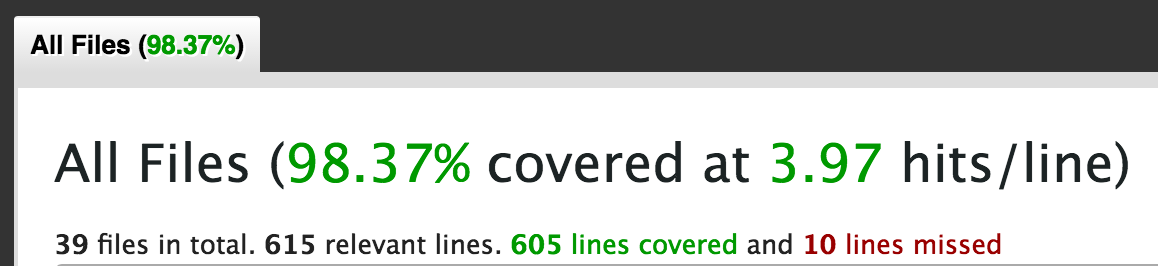 All Files (98.37%)
All Files (98.37% covered at 3.97 hits/line)
39 files in total. 615 relevant lines. 605 lines covered and 10 lines missed